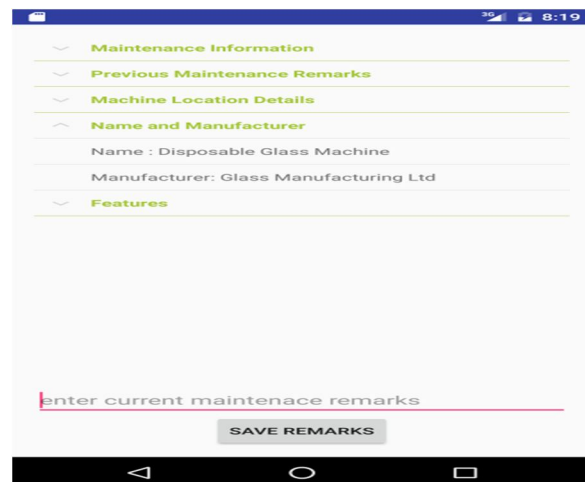 3G 8:19
Maintenance Information
Previous Maintenance Remarks
Machine Location Details
Name and Manufacturer
Name : Disposable Glass Machine
Manufacturer: Glass Manufacturing Ltd
Features
enter current maintenace remarks
SAVE REMARKS